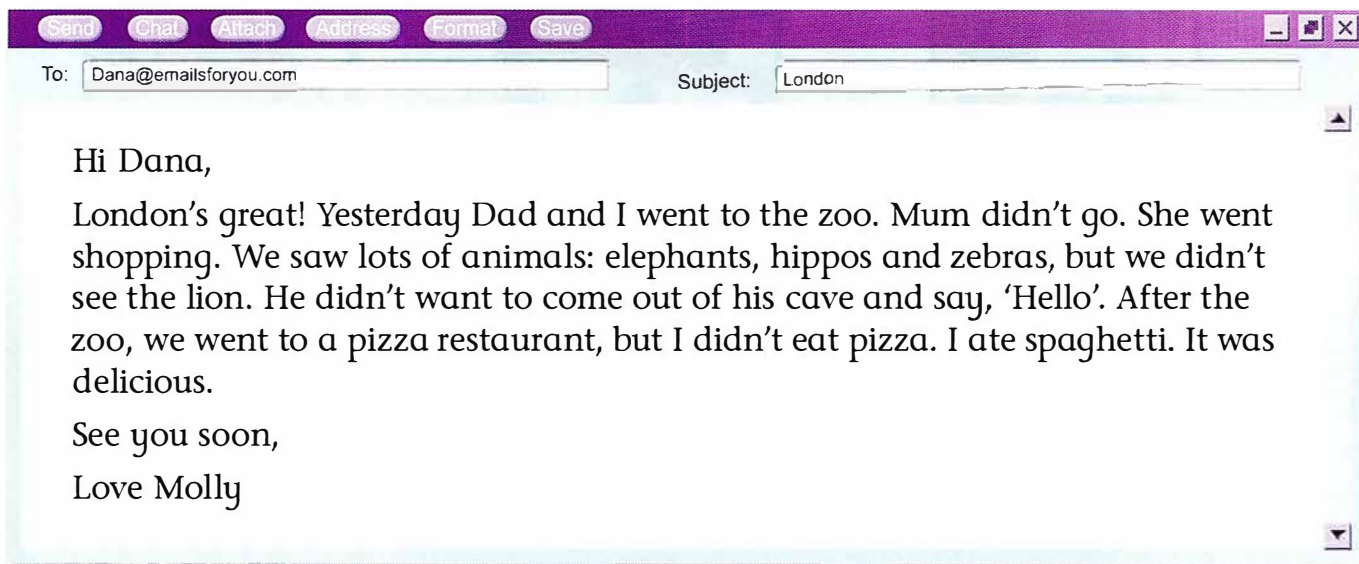 Send Chat Attach Address Format Save
To: Dana@emailsforyou.com Subject: London
Hi Dana,
London’s great! Yesterday Dad and I went to the zoo. Mum didn’t go. She went
shopping. We saw lots of animals: elephants, hippos and zebras, but we didn’t
see the lion. He didn’t want to come out of his cave and say, ‘Hello’. After the
zoo, we went to a pizza restaurant, but I didn’t eat pizza. I ate spaghetti. It was
delicious.
See you soon,
Love Molly